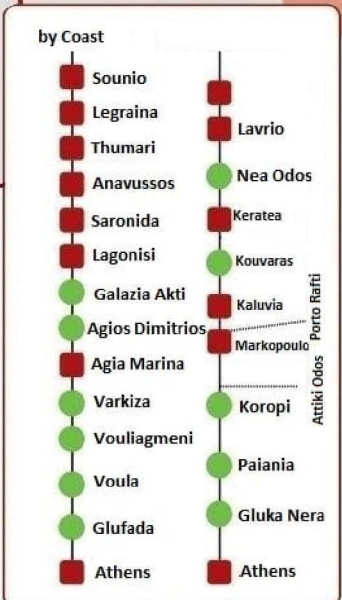 by Coast
Sounio
Legraina
Thumari
Anavussos
Saronida
Lagonisi
Galazia Akti
Agios Dimitrios
Agia Marina
Varkiza
Vouliagmeni
Voula
Glufada
Athens
Lavrio
Nea Odos
Keratea
Kouvaras
Kaluvia
Markopoulo
Koropi
Paiania
Gluka Nera
Athens
Porto Rafti
Attiki Odos